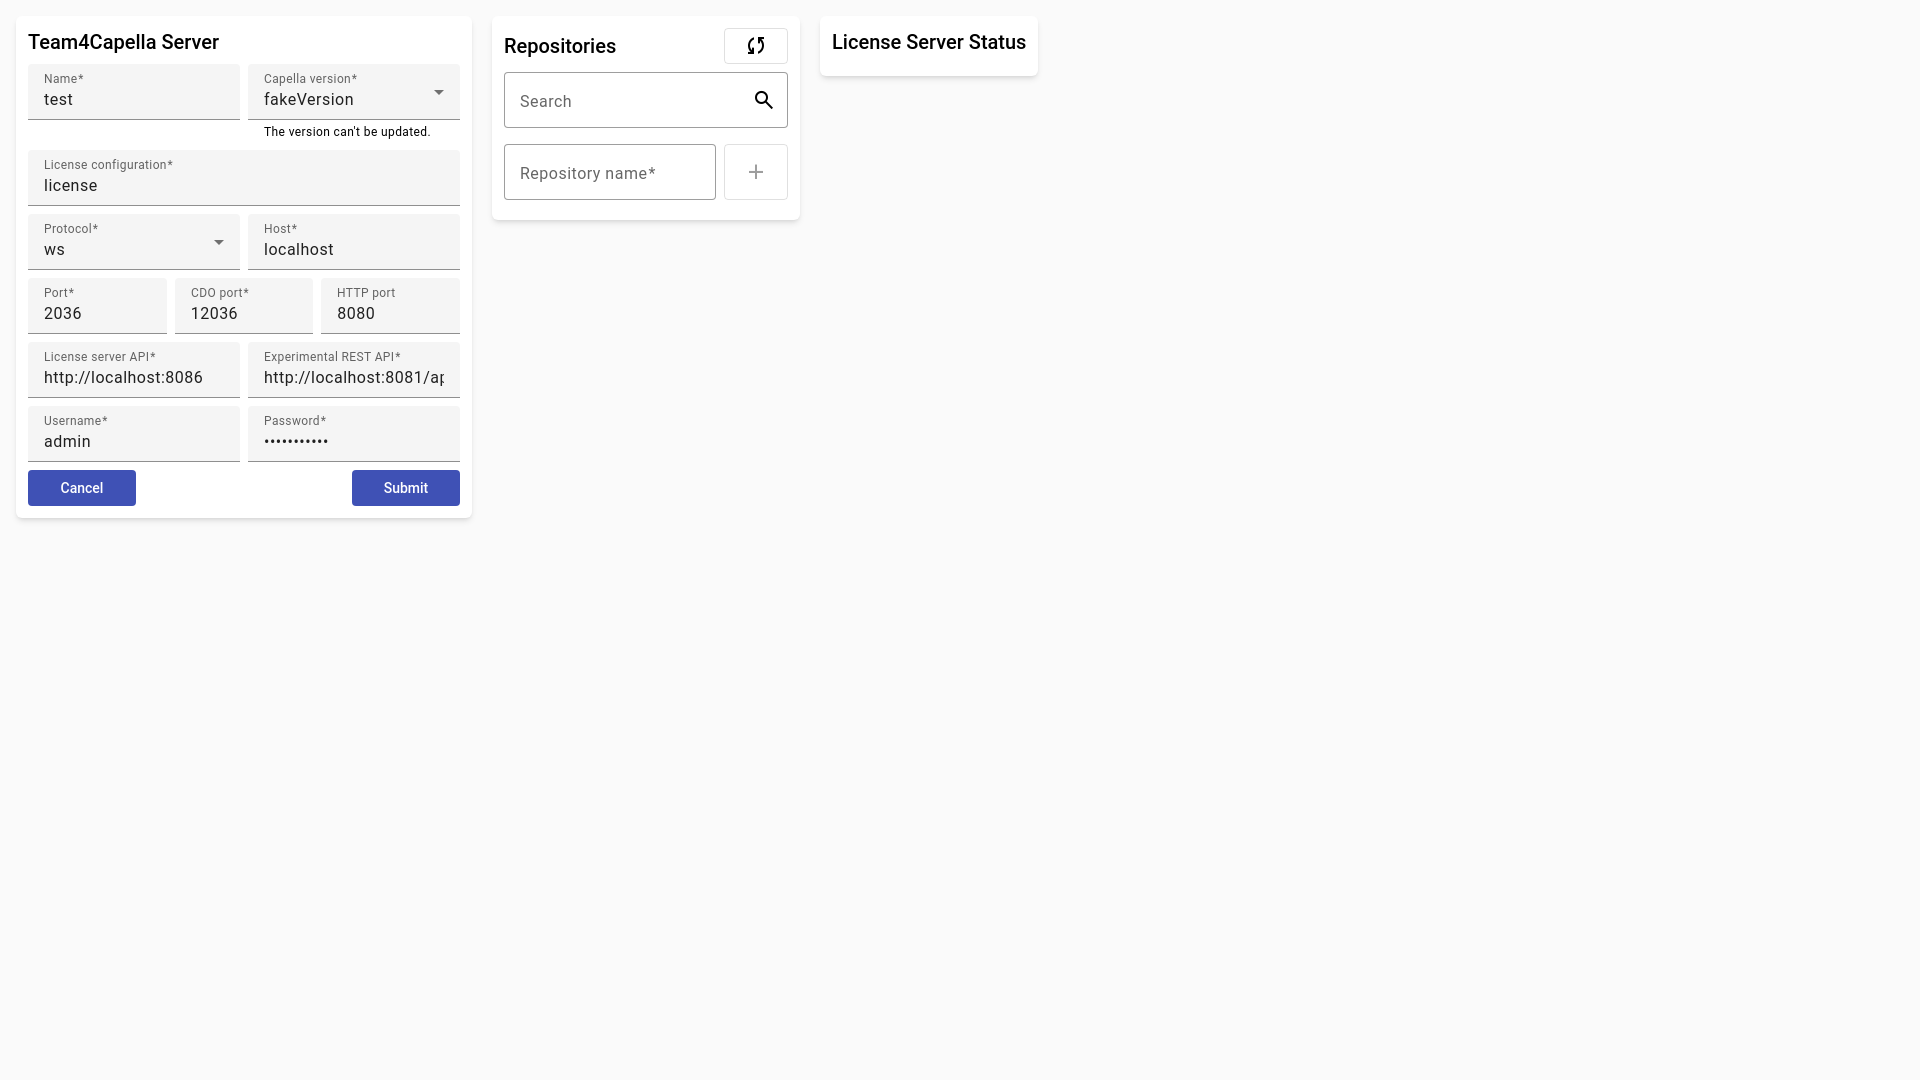 Team4Capella Server
Name*
test
Capella version*
fakeVersion
The version can't be updated.
License configuration*
license
Protocol*
ws
Host*
localhost
Port*
2036
CDO port*
12036
HTTP port
8080
License server API*
http://localhost:8086
Experimental REST API*
http://localhost:8081/ap
Username*
admin
Password*
•••••••••••
Cancel
Submit
Repositories
Search
Repository name*
License Server Status